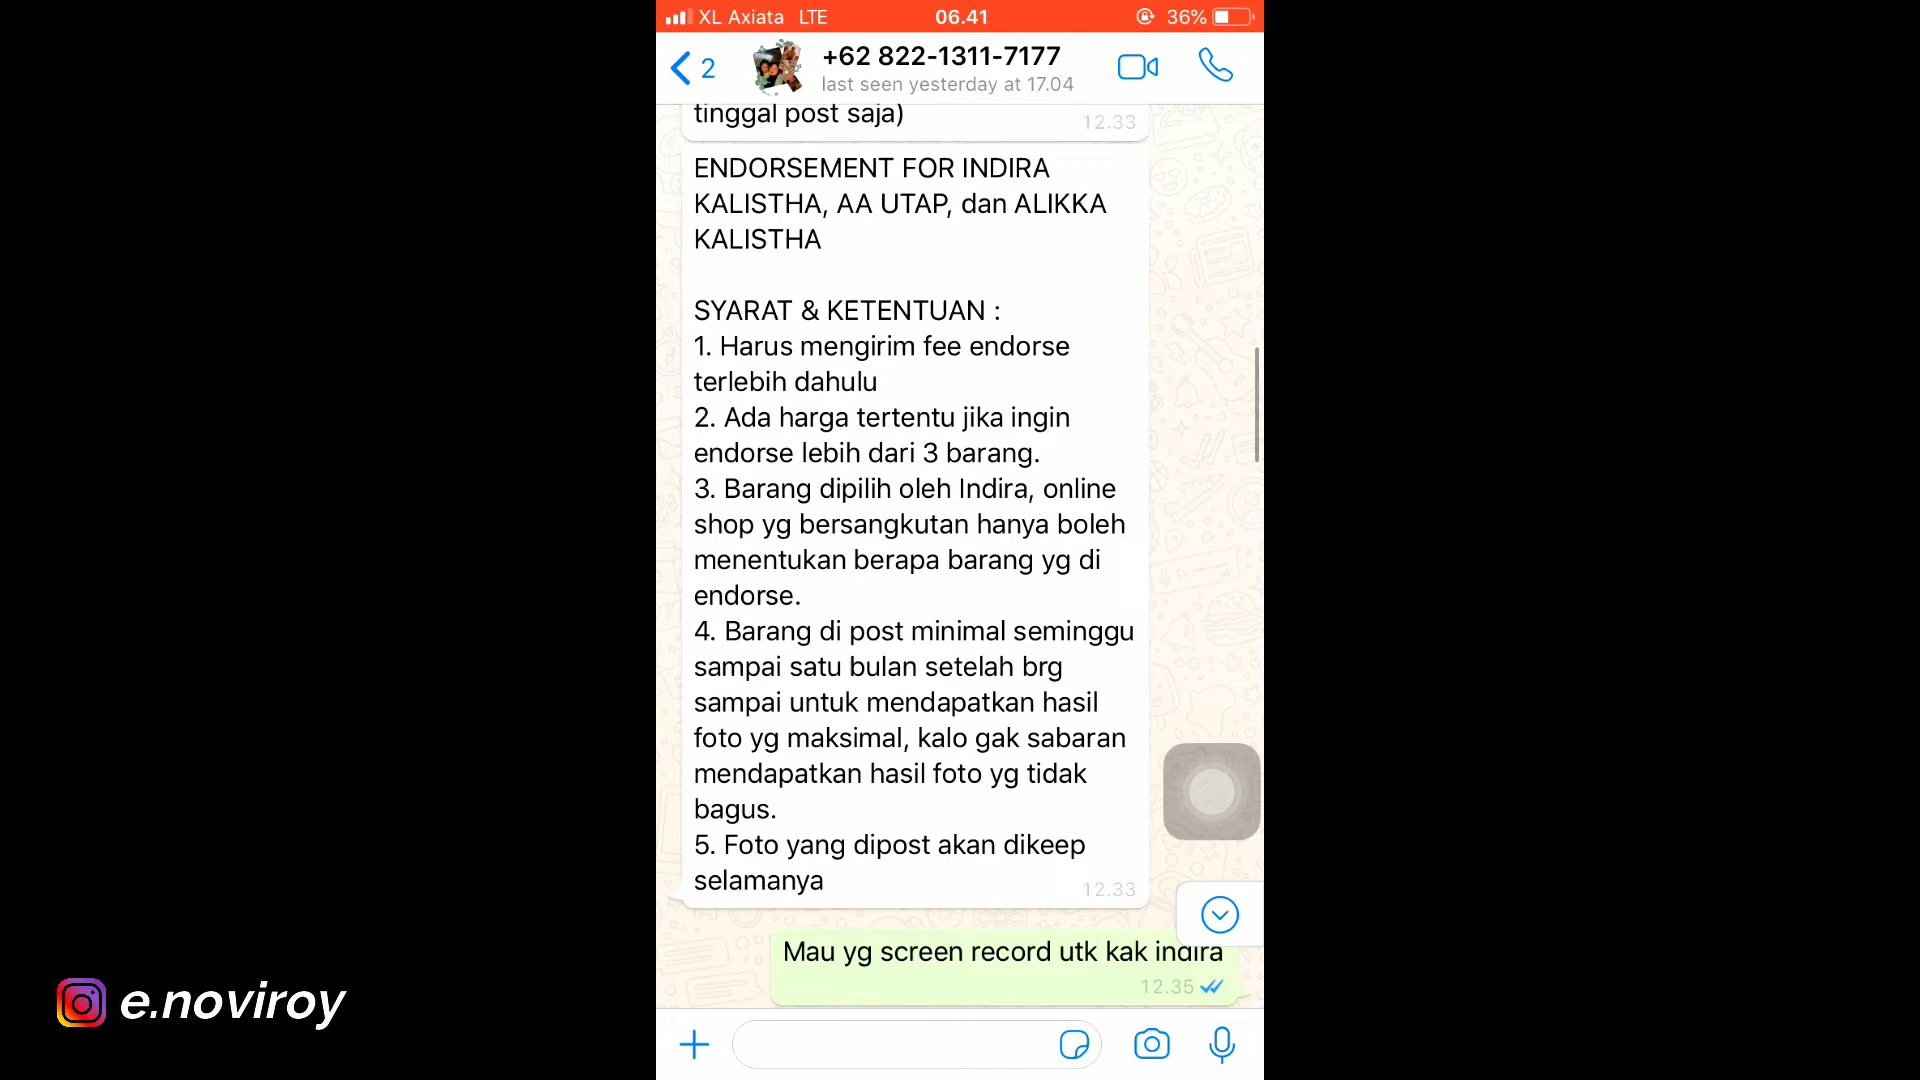 XL Axiata LTE 06.41 36%
2 +62 822-1311-7177
last seen yesterday at 17.04
tinggal post saja)
12.33
ENDORSEMENT FOR INDIRA
KALISTHA, AA UTAP, dan ALIKKA
KALISTHA
SYARAT & KETENTUAN :
1. Harus mengirim fee endorse
terlebih dahulu
2. Ada harga tertentu jika ingin
endorse lebih dari 3 barang.
3. Barang dipilih oleh Indira, online
shop yg bersangkutan hanya boleh
menentukan berapa barang yg di
endorse.
4. Barang di post minimal seminggu
sampai satu bulan setelah brg
sampai untuk mendapatkan hasil
foto yg maksimal, kalo gak sabaran
mendapatkan hasil foto yg tidak
bagus.
5. Foto yang dipost akan dikeep
selamanya
12.33
Mau yg screen record utk kak indira
12.35
e.noviroy